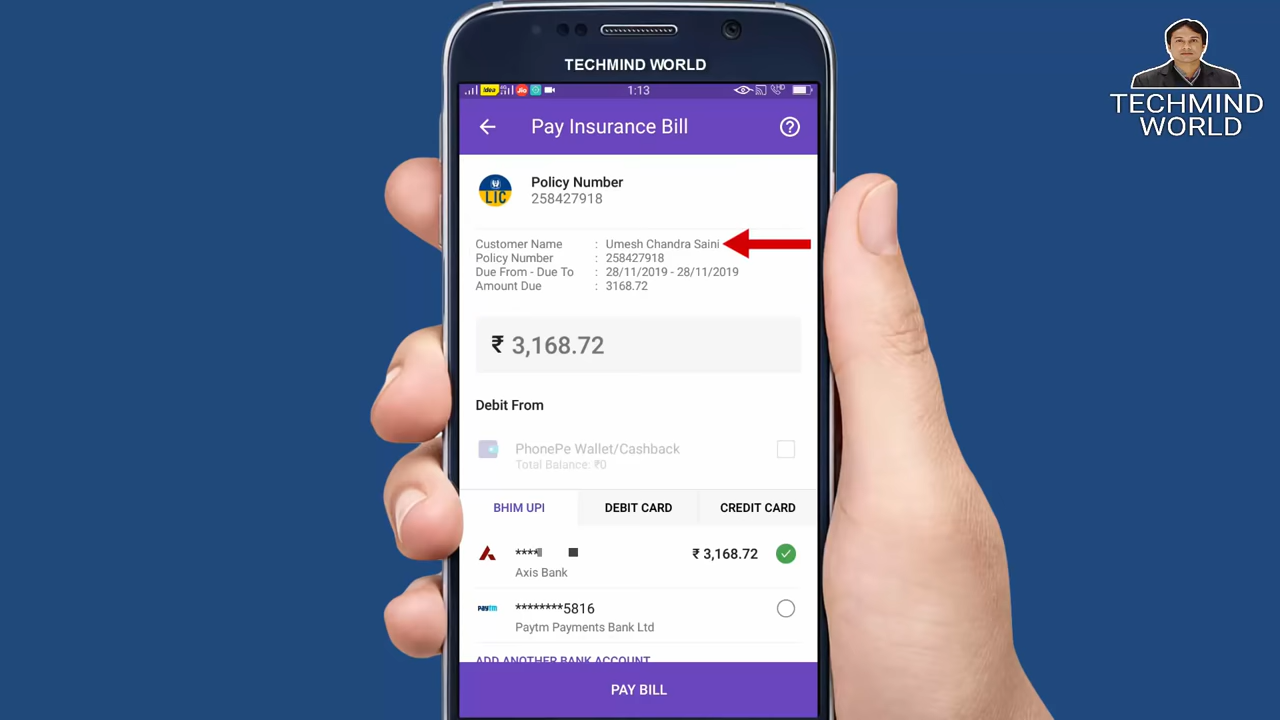 TECHMIND WORLD
idea Jio 1:13
Pay Insurance Bill
TECHMIND
WORLD
LIC
Policy Number
258427918
Customer Name : Umesh Chandra Saini
Policy Number : 258427918
Due From - Due To : 28/11/2019 - 28/11/2019
Amount Due : 3168.72
₹ 3,168.72
Debit From
PhonePe Wallet/Cashback
Total Balance: ₹0
BHIM UPI DEBIT CARD CREDIT CARD
**** ₹ 3,168.72
Axis Bank
Paytm ********5816
Paytm Payments Bank Ltd
ADD ANOTHER BANK ACCOUNT
PAY BILL